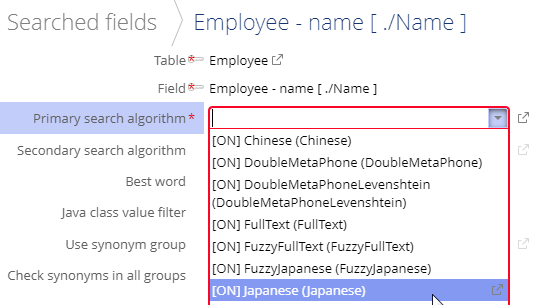 Searched fields Employee - name [ ./Name ]
Table * Employee
Field * Employee - name [ ./Name ]
Primary search algorithm *
[ON] Chinese (Chinese)
Secondary search algorithm
[ON] DoubleMetaPhone (DoubleMetaPhone)
Best word
[ON] DoubleMetaPhoneLevenshtein
(DoubleMetaPhoneLevenshtein)
Java class value filter
[ON] FullText (FullText)
Use synonym group
[ON] FuzzyFullText (FuzzyFullText)
Check synonyms in all groups
[ON] FuzzyJapanese (FuzzyJapanese)
[ON] Japanese (Japanese)